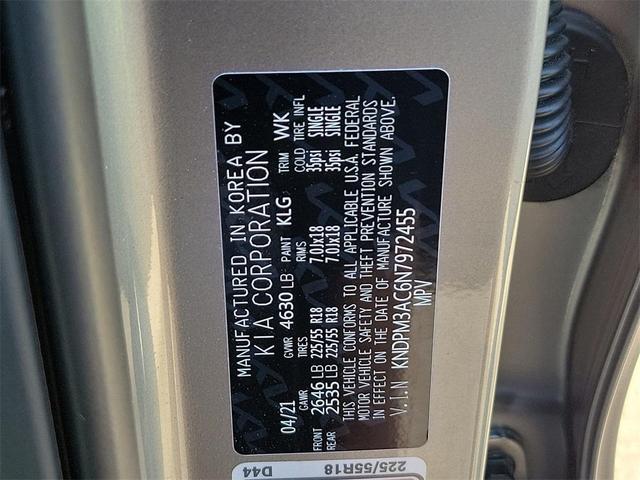 MANUFACTURED IN KOREA BY
KIA CORPORATION
04/21 GVWR 4630 LB PAINT KLG TRIM WK
GAWR TIRES RIMS COLD TIRE INFL
FRONT 2646 LB 225/55 R18 7.0Jx18 35psi SINGLE
REAR 2535 LB 225/55 R18 7.0Jx18 35psi SINGLE
THIS VEHICLE CONFORMS TO ALL APPLICABLE U.S.A. FEDERAL
MOTOR VEHICLE SAFETY AND THEFT PREVENTION STANDARDS
IN EFFECT ON THE DATE OF MANUFACTURE SHOWN ABOVE.
V.I.N KNDPM3AC6N7972455
MPV
D44
225/55R18